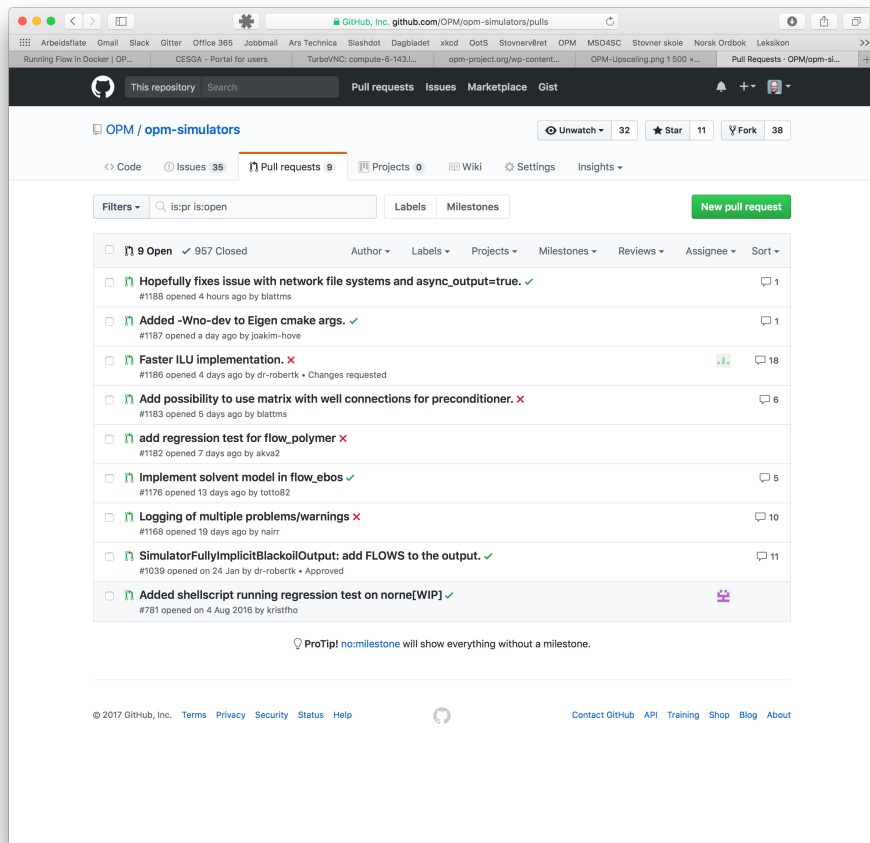 GitHub, Inc. github.com/OPM/opm-simulators/pulls
Arbeidsflate Gmail Slack Gitter Office 365 Jobbmail Ars Technica Slashdot Dagbladet xkcd OotS Stovnervêret OPM MSO4SC Stovner skole Norsk Ordbok Leksikon >>
Running Flow in Docker | OP... CESGA - Portal for users TurboVNC: compute-6-143.l... opm-project.org/wp-content... OPM-Upscaling.png 1 500 ×... Pull Requests · OPM/opm-si... +
This repository Search Pull requests Issues Marketplace Gist
OPM / opm-simulators Unwatch 32 Star 11 Fork 38
Code Issues 35 Pull requests 9 Projects 0 Wiki Settings Insights
Filters is:pr is:open Labels Milestones New pull request
9 Open 957 Closed Author Labels Projects Milestones Reviews Assignee Sort
Hopefully fixes issue with network file systems and async_output=true. 1
#1188 opened 4 hours ago by blattms
Added -Wno-dev to Eigen cmake args. 1
#1187 opened a day ago by joakim-hove
Faster ILU implementation. 18
#1186 opened 4 days ago by dr-robertk • Changes requested
Add possibility to use matrix with well connections for preconditioner. 6
#1183 opened 5 days ago by blattms
add regression test for flow_polymer
#1182 opened 7 days ago by akva2
Implement solvent model in flow_ebos 5
#1176 opened 13 days ago by totto82
Logging of multiple problems/warnings 10
#1168 opened 19 days ago by nairr
SimulatorFullyImplicitBlackoilOutput: add FLOWS to the output. 11
#1039 opened on 24 Jan by dr-robertk • Approved
Added shellscript running regression test on norne[WIP]
#781 opened on 4 Aug 2016 by kristfho
ProTip! no:milestone will show everything without a milestone.
© 2017 GitHub, Inc. Terms Privacy Security Status Help Contact GitHub API Training Shop Blog About